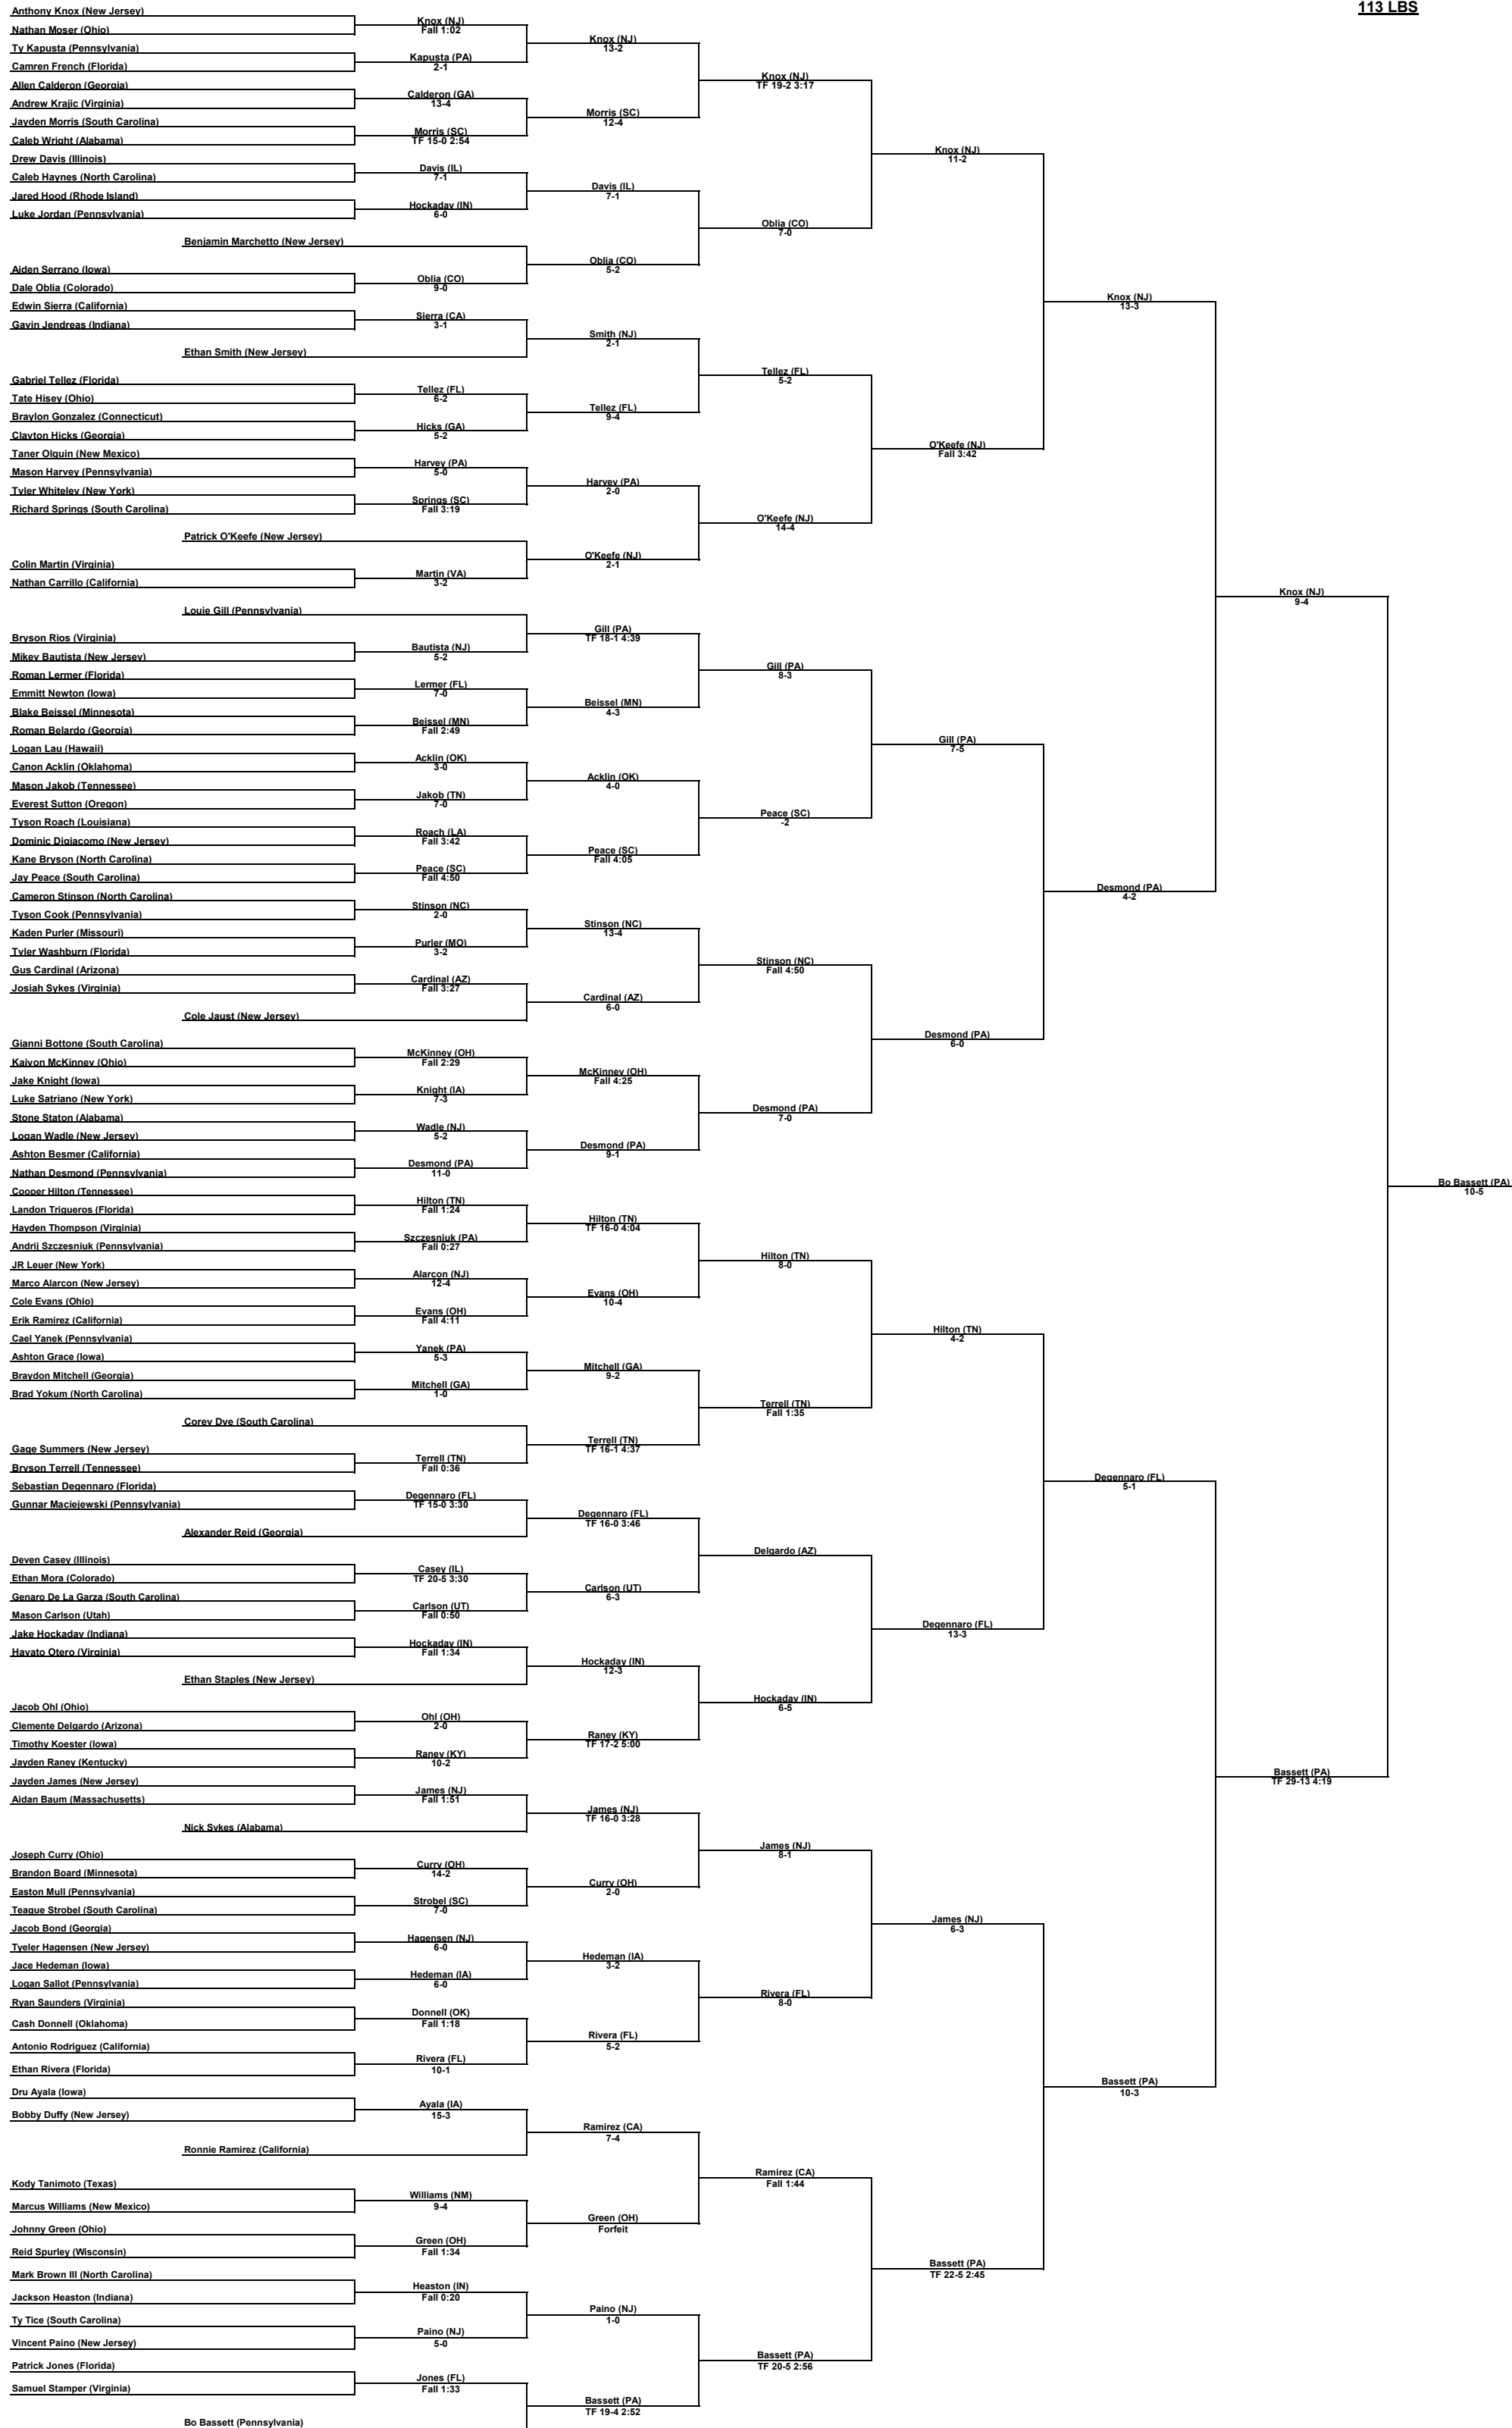 113 LBS
Anthony Knox (New Jersey)
Knox (NJ)
Nathan Moser (Ohio)
Fall 1:02
Knox (NJ)
Ty Kapusta (Pennsylvania)
13-2
Kapusta (PA)
Camren French (Florida)
2-1
Knox (NJ)
Allen Calderon (Georgia)
TF 19-2 3:17
Calderon (GA)
Andrew Krajic (Virginia)
13-4
Morris (SC)
Jayden Morris (South Carolina)
12-4
Morris (SC)
Caleb Wright (Alabama)
TF 15-0 2:54
Knox (NJ)
Drew Davis (Illinois)
11-2
Davis (IL)
Caleb Haynes (North Carolina)
7-1
Davis (IL)
Jared Hood (Rhode Island)
7-1
Hockaday (IN)
Luke Jordan (Pennsylvania)
6-0
Oblia (CO)
7-0
Benjamin Marchetto (New Jersey)
Oblia (CO)
Aiden Serrano (Iowa)
5-2
Oblia (CO)
Dale Oblia (Colorado)
9-0
Knox (NJ)
Edwin Sierra (California)
13-3
Sierra (CA)
Gavin Jendreas (Indiana)
3-1
Smith (NJ)
2-1
Ethan Smith (New Jersey)
Tellez (FL)
Gabriel Tellez (Florida)
5-2
Tellez (FL)
Tate Hisey (Ohio)
6-2
Tellez (FL)
Braylon Gonzalez (Connecticut)
9-4
Hicks (GA)
Clayton Hicks (Georgia)
5-2
O'Keefe (NJ)
Taner Olguin (New Mexico)
Fall 3:42
Harvey (PA)
Mason Harvey (Pennsylvania)
5-0
Harvey (PA)
Tyler Whiteley (New York)
2-0
Springs (SC)
Richard Springs (South Carolina)
Fall 3:19
O'Keefe (NJ)
14-4
Patrick O'Keefe (New Jersey)
O'Keefe (NJ)
Colin Martin (Virginia)
2-1
Martin (VA)
Nathan Carrillo (California)
3-2
Knox (NJ)
9-4
Louie Gill (Pennsylvania)
Gill (PA)
Bryson Rios (Virginia)
TF 18-1 4:39
Bautista (NJ)
Mikey Bautista (New Jersey)
5-2
Gill (PA)
Roman Lermer (Florida)
8-3
Lermer (FL)
Emmitt Newton (Iowa)
7-0
Beissel (MN)
Blake Beissel (Minnesota)
4-3
Beissel (MN)
Roman Belardo (Georgia)
Fall 2:49
Gill (PA)
Logan Lau (Hawaii)
7-5
Acklin (OK)
Canon Acklin (Oklahoma)
3-0
Acklin (OK)
Mason Jakob (Tennessee)
4-0
Jakob (TN)
Everest Sutton (Oregon)
7-0
Peace (SC)
Tyson Roach (Louisiana)
-2
Roach (LA)
Dominic Digiacomo (New Jersey)
Fall 3:42
Peace (SC)
Kane Bryson (North Carolina)
Fall 4:05
Peace (SC)
Jay Peace (South Carolina)
Fall 4:50
Desmond (PA)
Cameron Stinson (North Carolina)
4-2
Stinson (NC)
Tyson Cook (Pennsylvania)
2-0
Stinson (NC)
Kaden Purler (Missouri)
13-4
Purler (MO)
Tyler Washburn (Florida)
3-2
Stinson (NC)
Gus Cardinal (Arizona)
Fall 4:50
Cardinal (AZ)
Josiah Sykes (Virginia)
Fall 3:27
Cardinal (AZ)
6-0
Cole Jaust (New Jersey)
Desmond (PA)
Gianni Bottone (South Carolina)
6-0
McKinney (OH)
Kaivon McKinney (Ohio)
Fall 2:29
McKinney (OH)
Jake Knight (Iowa)
Fall 4:25
Knight (IA)
Luke Satriano (New York)
7-3
Desmond (PA)
Stone Staton (Alabama)
7-0
Wadle (NJ)
Logan Wadle (New Jersey)
5-2
Desmond (PA)
Ashton Besmer (California)
9-1
Desmond (PA)
Nathan Desmond (Pennsylvania)
11-0
Bo Bassett (PA)
Cooper Hilton (Tennessee)
10-5
Hilton (TN)
Landon Trigueros (Florida)
Fall 1:24
Hilton (TN)
Hayden Thompson (Virginia)
TF 16-0 4:04
Szczesniuk (PA)
Andrij Szczesniuk (Pennsylvania)
Fall 0:27
Hilton (TN)
JR Leuer (New York)
8-0
Alarcon (NJ)
Marco Alarcon (New Jersey)
12-4
Evans (OH)
Cole Evans (Ohio)
10-4
Evans (OH)
Erik Ramirez (California)
Fall 4:11
Hilton (TN)
Cael Yanek (Pennsylvania)
4-2
Yanek (PA)
Ashton Grace (Iowa)
5-3
Mitchell (GA)
Braydon Mitchell (Georgia)
9-2
Mitchell (GA)
Brad Yokum (North Carolina)
1-0
Terrell (TN)
Fall 1:35
Corey Dye (South Carolina)
Terrell (TN)
Gage Summers (New Jersey)
TF 16-1 4:37
Terrell (TN)
Bryson Terrell (Tennessee)
Fall 0:36
Degennaro (FL)
Sebastian Degennaro (Florida)
5-1
Degennaro (FL)
Gunnar Maciejewski (Pennsylvania)
TF 15-0 3:30
Degennaro (FL)
TF 16-0 3:46
Alexander Reid (Georgia)
Delgardo (AZ)
Deven Casey (Illinois)
Casey (IL)
Ethan Mora (Colorado)
TF 20-5 3:30
Carlson (UT)
Genaro De La Garza (South Carolina)
6-3
Carlson (UT)
Mason Carlson (Utah)
Fall 0:50
Degennaro (FL)
Jake Hockaday (Indiana)
13-3
Hockaday (IN)
Hayato Otero (Virginia)
Fall 1:34
Hockaday (IN)
12-3
Ethan Staples (New Jersey)
Hockaday (IN)
Jacob Ohl (Ohio)
6-5
Ohl (OH)
Clemente Delgardo (Arizona)
2-0
Raney (KY)
Timothy Koester (Iowa)
TF 17-2 5:00
Raney (KY)
Jayden Raney (Kentucky)
10-2
Bassett (PA)
Jayden James (New Jersey)
TF 29-13 4:19
James (NJ)
Aidan Baum (Massachusetts)
Fall 1:51
James (NJ)
TF 16-0 3:28
Nick Sykes (Alabama)
James (NJ)
Joseph Curry (Ohio)
8-1
Curry (OH)
Brandon Board (Minnesota)
14-2
Curry (OH)
Easton Mull (Pennsylvania)
2-0
Strobel (SC)
Teague Strobel (South Carolina)
7-0
James (NJ)
Jacob Bond (Georgia)
6-3
Hagensen (NJ)
Tyeler Hagensen (New Jersey)
6-0
Hedeman (IA)
Jace Hedeman (Iowa)
3-2
Hedeman (IA)
Logan Sallot (Pennsylvania)
6-0
Rivera (FL)
Ryan Saunders (Virginia)
8-0
Donnell (OK)
Cash Donnell (Oklahoma)
Fall 1:18
Rivera (FL)
Antonio Rodriguez (California)
5-2
Rivera (FL)
Ethan Rivera (Florida)
10-1
Bassett (PA)
Dru Ayala (Iowa)
10-3
Ayala (IA)
Bobby Duffy (New Jersey)
15-3
Ramirez (CA)
7-4
Ronnie Ramirez (California)
Ramirez (CA)
Kody Tanimoto (Texas)
Fall 1:44
Williams (NM)
Marcus Williams (New Mexico)
9-4
Green (OH)
Johnny Green (Ohio)
Forfeit
Green (OH)
Reid Spurley (Wisconsin)
Fall 1:34
Bassett (PA)
Mark Brown III (North Carolina)
TF 22-5 2:45
Heaston (IN)
Jackson Heaston (Indiana)
Fall 0:20
Paino (NJ)
Ty Tice (South Carolina)
1-0
Paino (NJ)
Vincent Paino (New Jersey)
5-0
Bassett (PA)
Patrick Jones (Florida)
TF 20-5 2:56
Jones (FL)
Samuel Stamper (Virginia)
Fall 1:33
Bassett (PA)
TF 19-4 2:52
Bo Bassett (Pennsylvania)